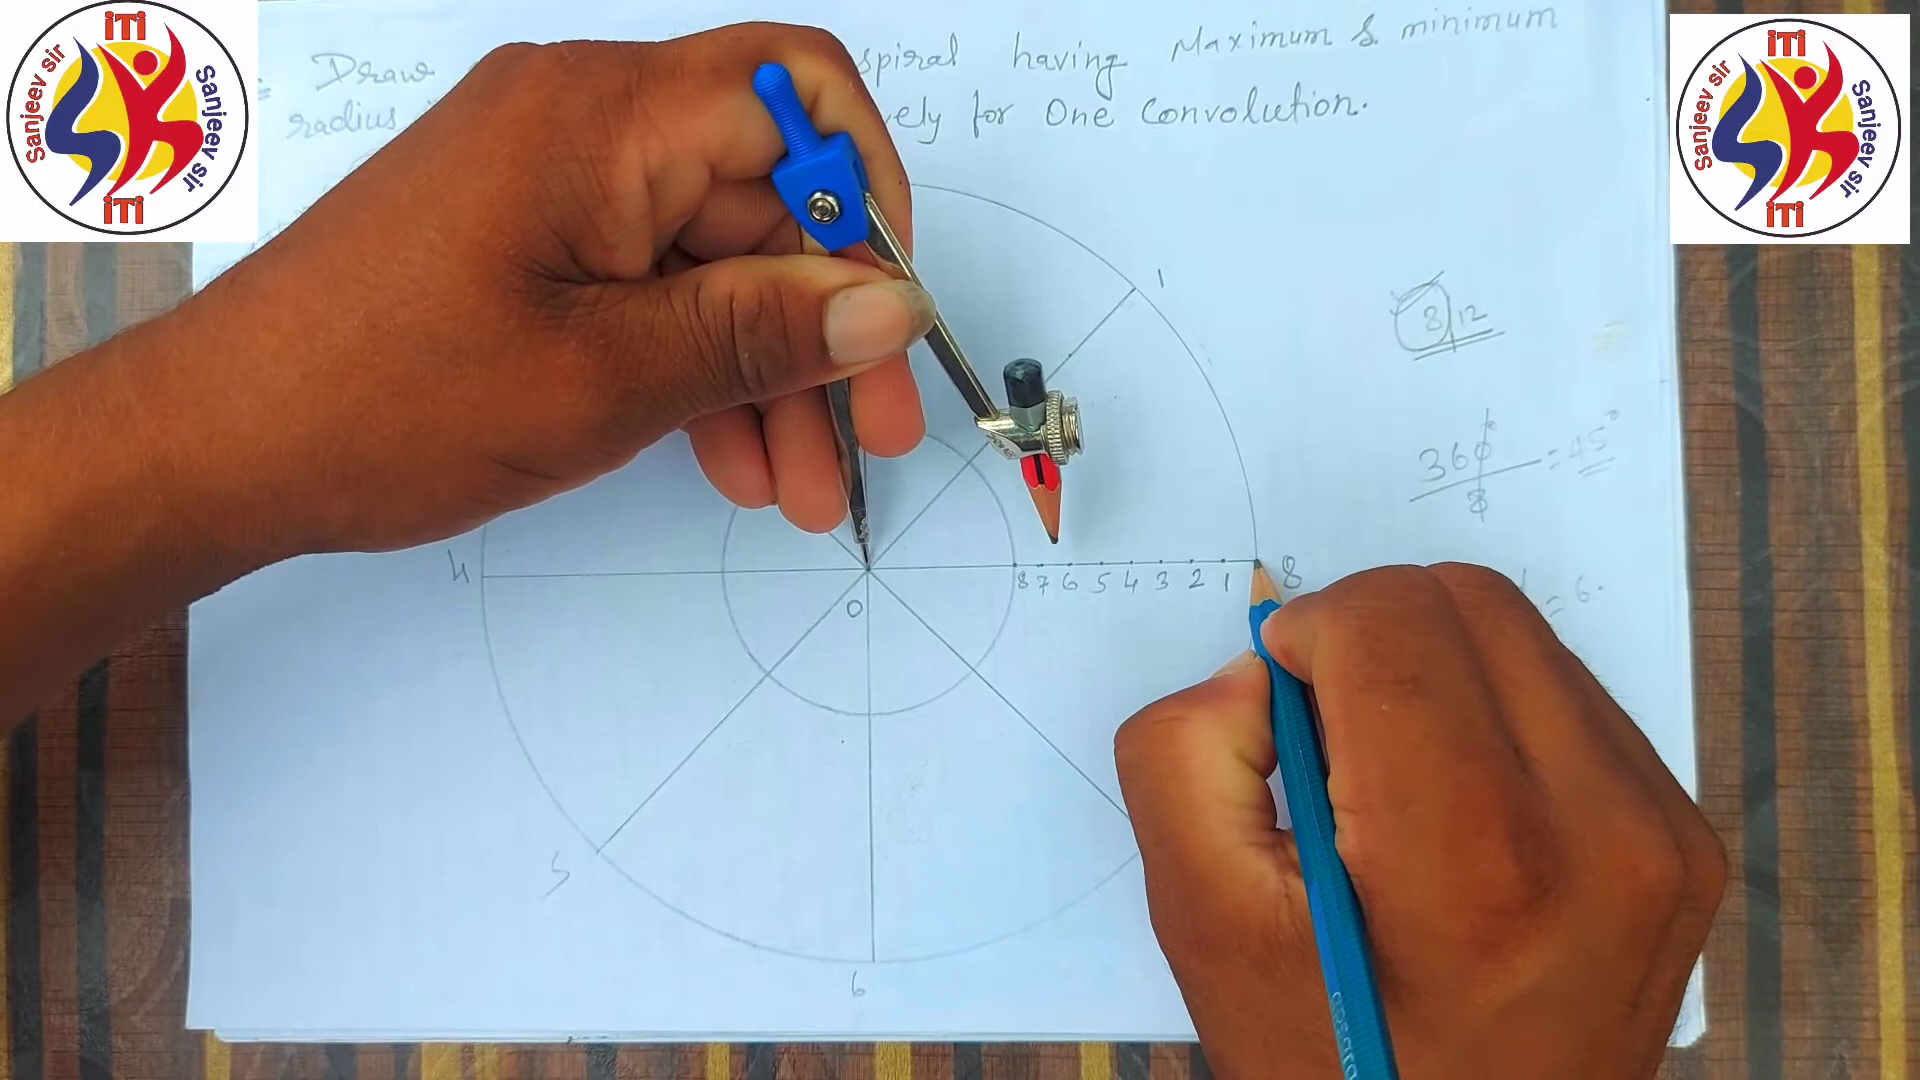 iTi
Sanjeev sir
Sanjeev sir
iTi
iTi
Sanjeev sir
Sanjeev sir
iTi
Draw spiral having Maximum & minimum
radius vely for One Convolution.
1
8 12
360°
8
= 45°
4
0
8 7 6 5 4 3 2 1
8
= 6.
5
6
apsara